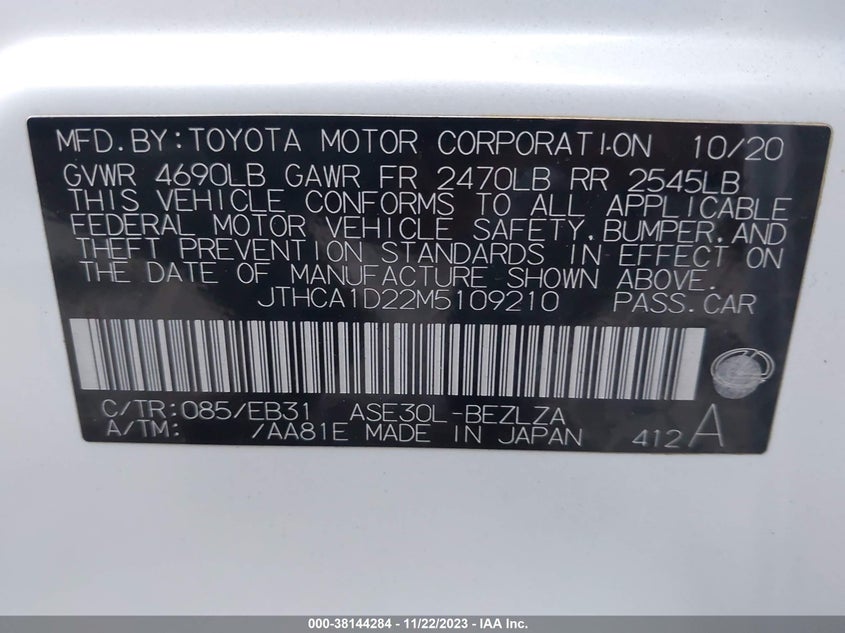 MFD.BY:TOYOTA MOTOR CORPORATION 10/20
GVWR 4690LB GAWR FR 2470LB RR 2545LB
THIS VEHICLE CONFORMS TO ALL APPLICABLE
FEDERAL MOTOR VEHICLE SAFETY,BUMPER,AND
THEFT PREVENTION STANDARDS IN EFFECT ON
THE DATE OF MANUFACTURE SHOWN ABOVE.
JTHCA1D22M5109210 PASS.CAR
C/TR:085/EB31 ASE30L-BEZLZA
A/TM: /AA81E MADE IN JAPAN 412A
000-38144284 - 11/22/2023 - IAA Inc.